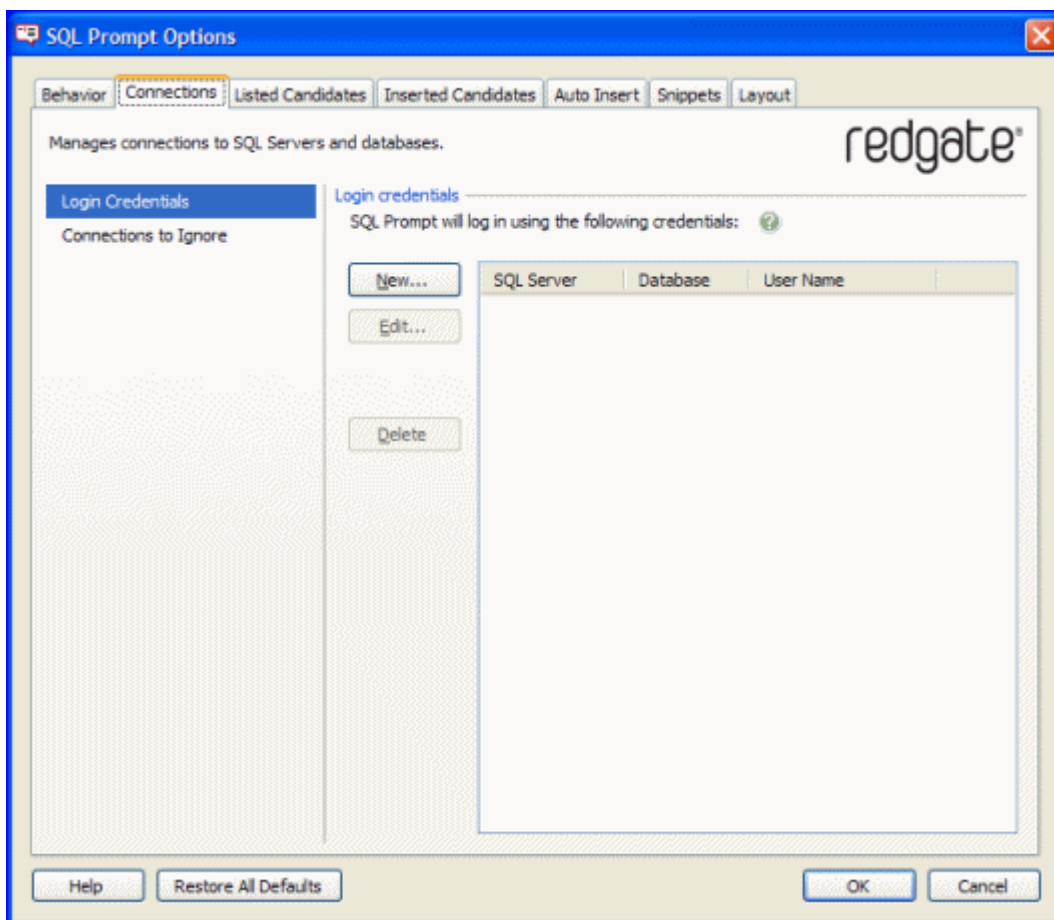 SQL Prompt Options
Behavior Connections Listed Candidates Inserted Candidates Auto Insert Snippets Layout
Manages connections to SQL Servers and databases.
redgate®
Login Credentials
Connections to Ignore
Login credentials
SQL Prompt will log in using the following credentials:
New...
Edit...
Delete
SQL Server Database User Name
Help Restore All Defaults OK Cancel